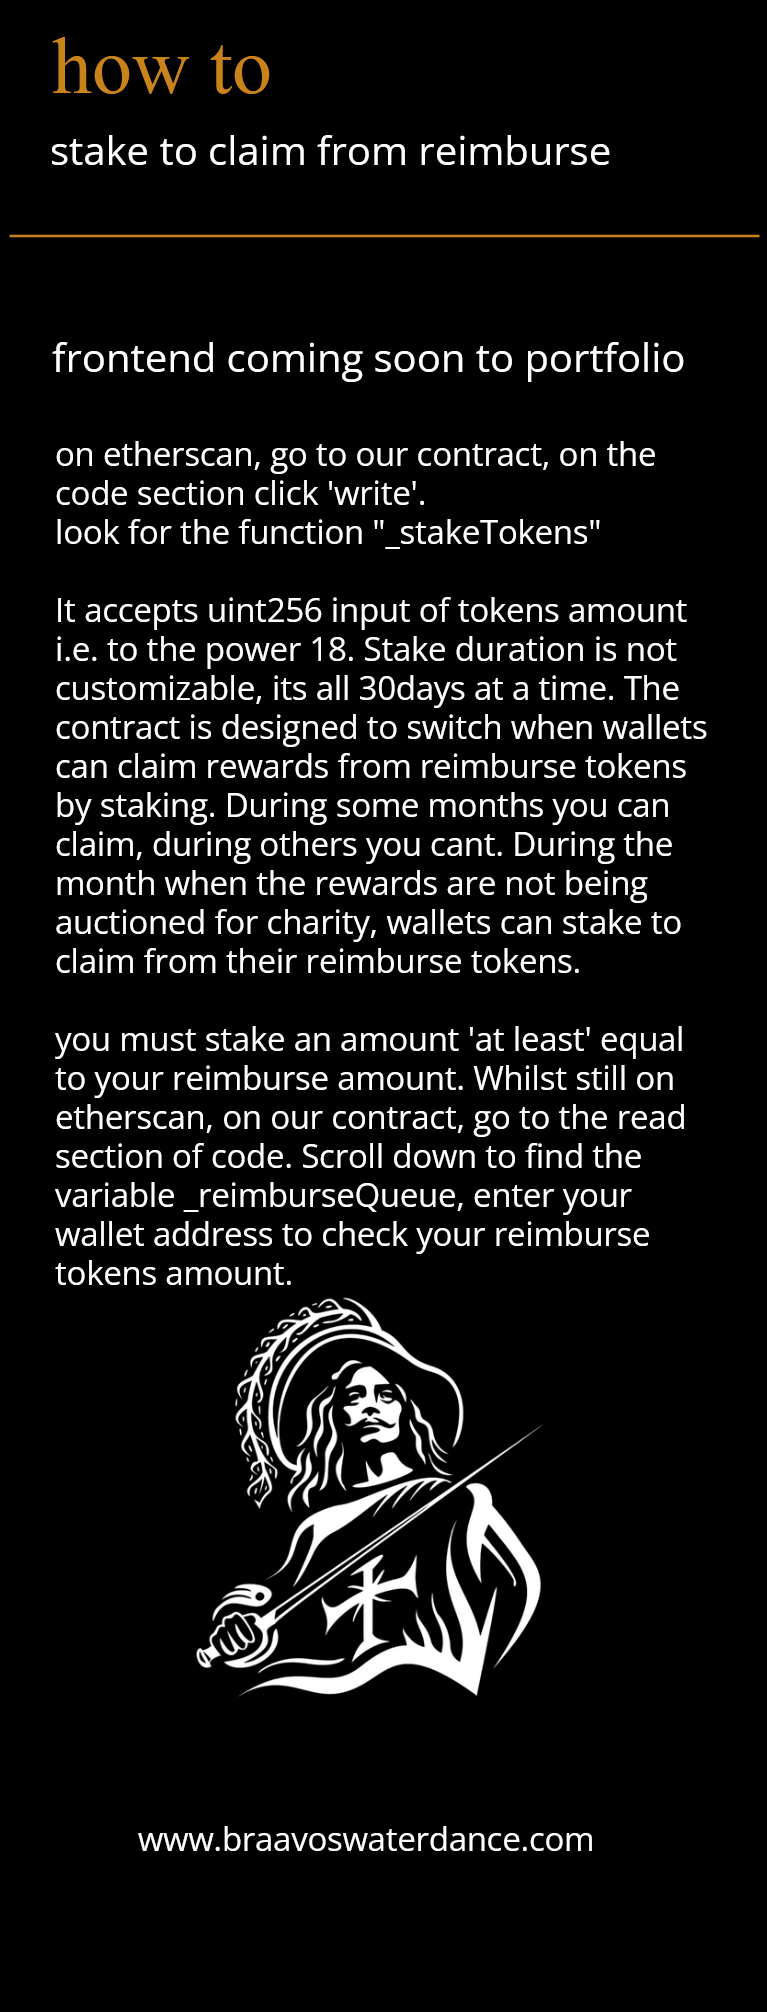 how to
stake to claim from reimburse
frontend coming soon to portfolio
on etherscan, go to our contract, on the
code section click 'write'.
look for the function "_stakeTokens"
It accepts uint256 input of tokens amount
i.e. to the power 18. Stake duration is not
customizable, its all 30days at a time. The
contract is designed to switch when wallets
can claim rewards from reimburse tokens
by staking. During some months you can
claim, during others you cant. During the
month when the rewards are not being
auctioned for charity, wallets can stake to
claim from their reimburse tokens.
you must stake an amount 'at least' equal
to your reimburse amount. Whilst still on
etherscan, on our contract, go to the read
section of code. Scroll down to find the
variable _reimburseQueue, enter your
wallet address to check your reimburse
tokens amount.
www.braavoswaterdance.com